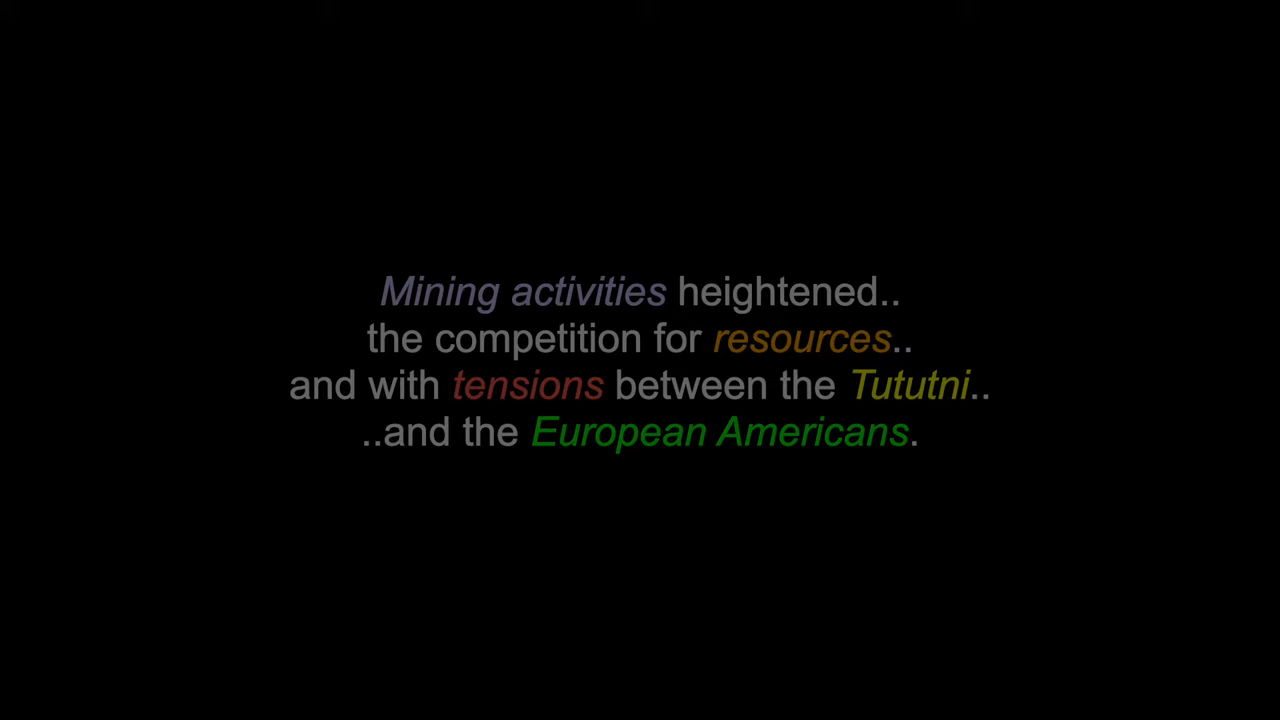 Mining activities heightened..
the competition for resources..
and with tensions between the Tututni..
..and the European Americans.